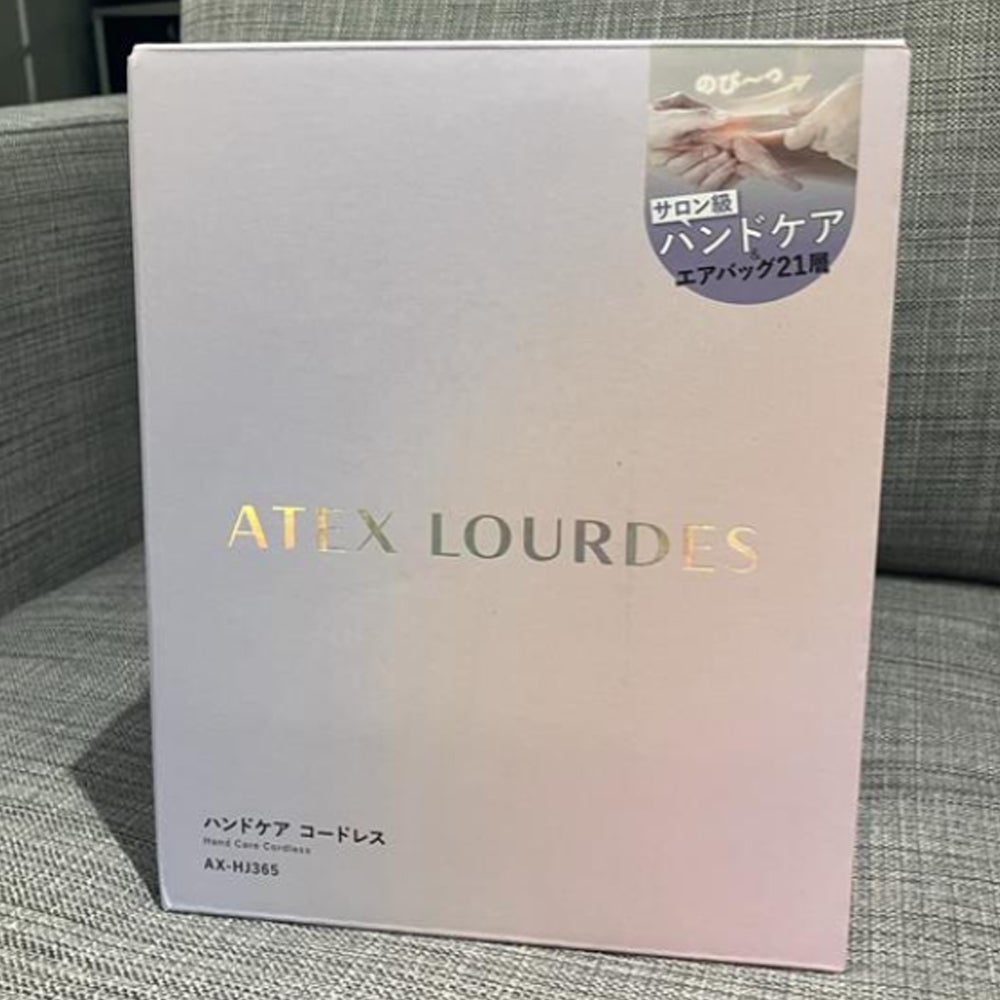 のび〜っ
サロン級
ハンドケア
&
エアバッグ21層
ATEX LOURDES
ハンドケア コードレス
Hand Care Cordless
AX-HJ365